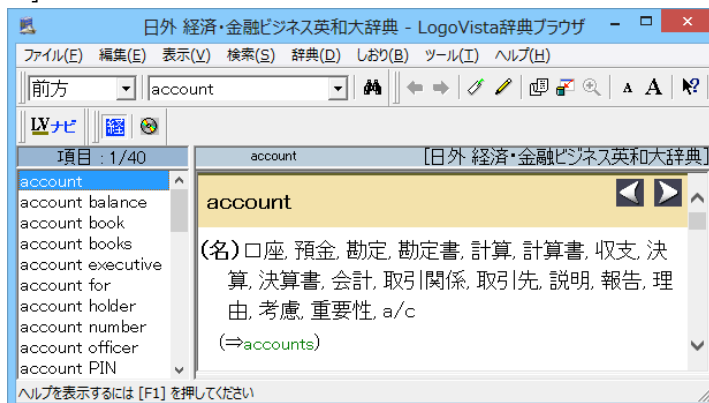 日外 経済・金融ビジネス英和大辞典 - LogoVista辞典ブラウザ
ファイル(F) 編集(E) 表示(V) 検索(S) 辞典(D) しおり(B) ツール(T) ヘルプ(H)
前方 account A A
LVナビ
項目 : 1/40 account [日外 経済・金融ビジネス英和大辞典]
account
account balance
account book
account books
account executive
account for
account holder
account number
account officer
account PIN
account
(名)口座, 預金, 勘定, 勘定書, 計算, 計算書, 収支, 決
算, 決算書, 会計, 取引関係, 取引先, 説明, 報告, 理
由, 考慮, 重要性, a/c
(⇒accounts)
ヘルプを表示するには [F1] を押してください